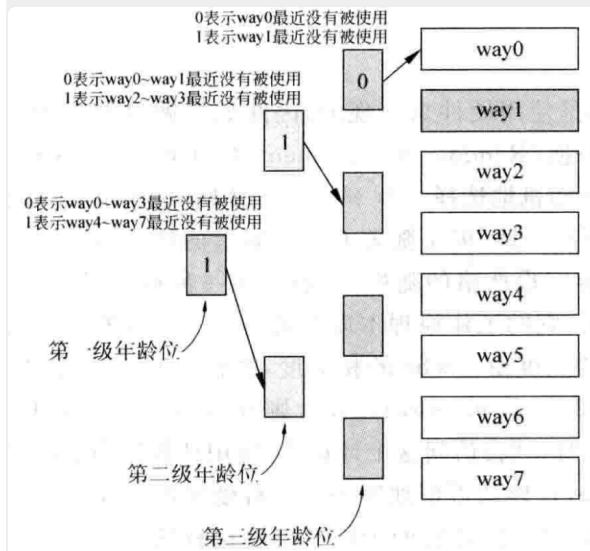 0表示way0最近没有被使用
1表示way1最近没有被使用
way0
0
0表示way0~way1最近没有被使用
1表示way2~way3最近没有被使用
way1
1
way2
0表示way0~way3最近没有被使用
1表示way4~way7最近没有被使用
way3
1
way4
第一级年龄位
way5
way6
第二级年龄位
way7
第三级年龄位